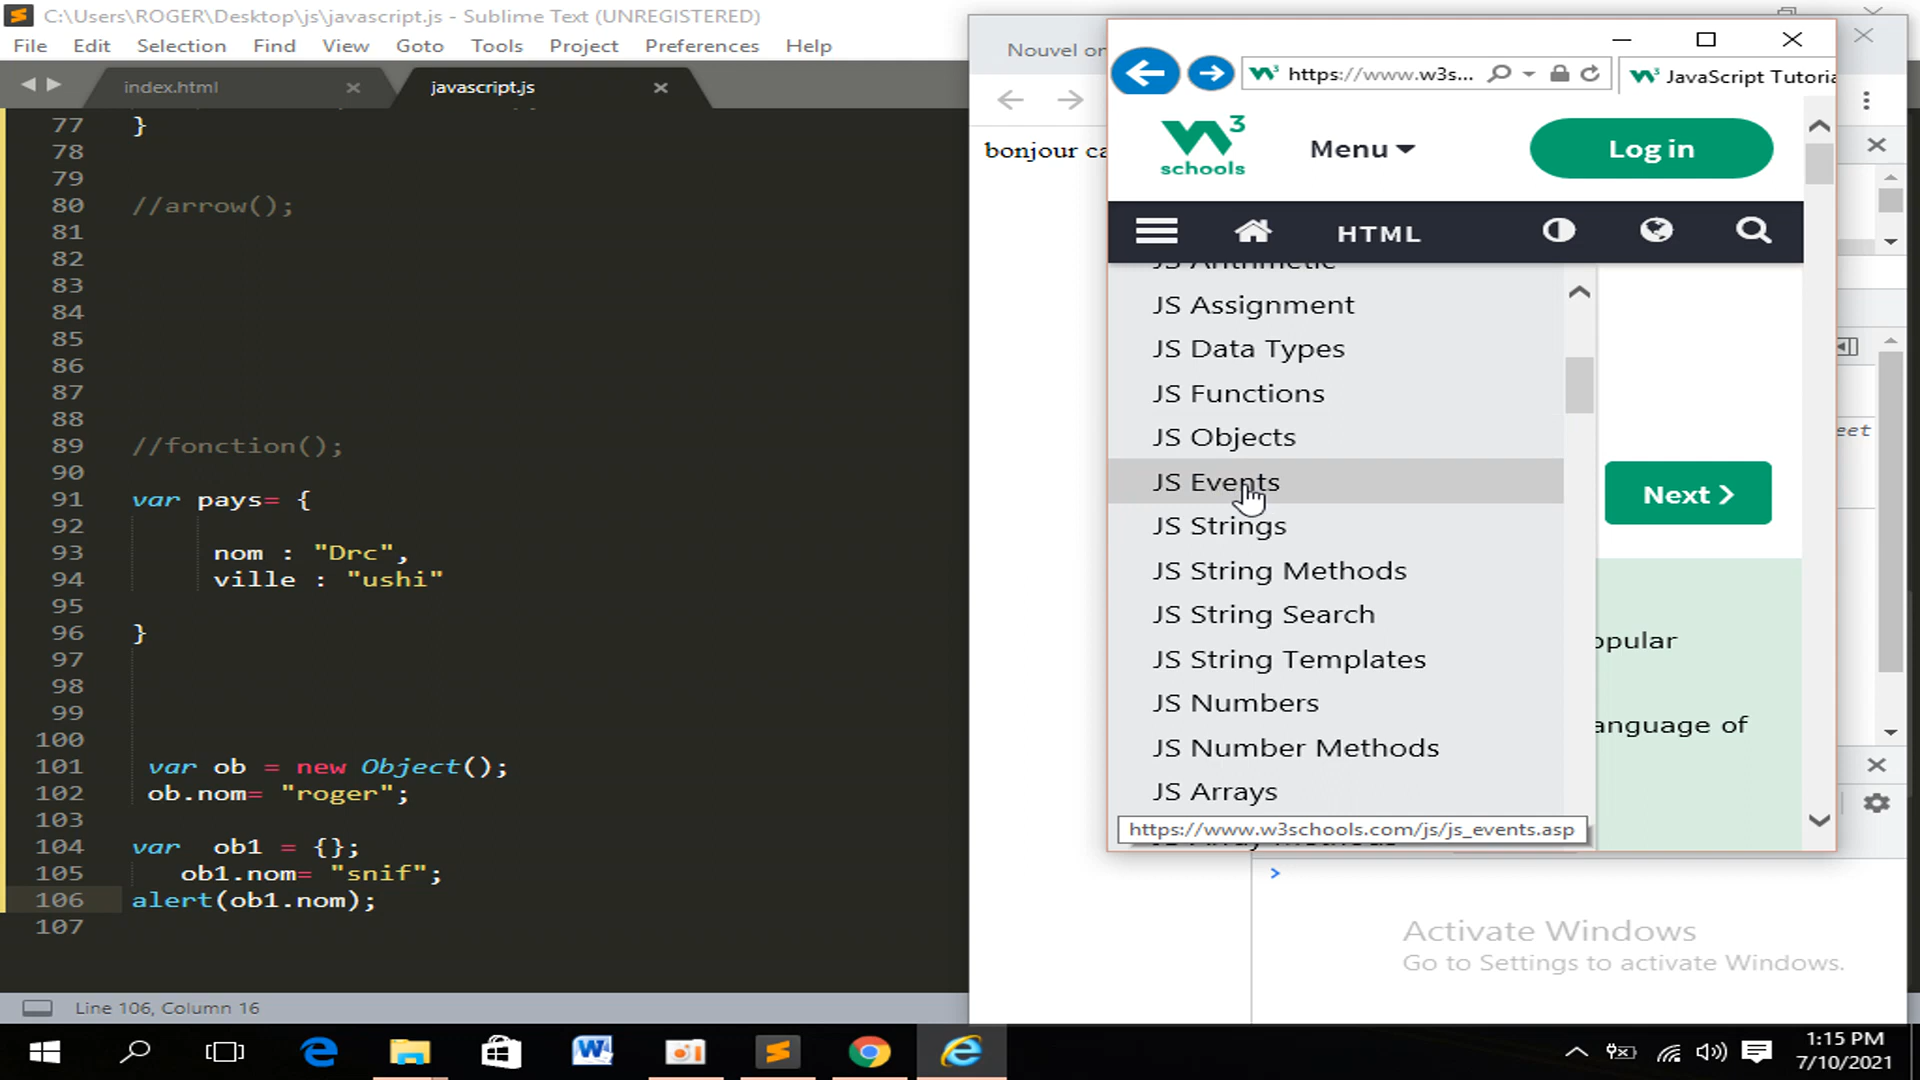 C:\Users\ROGER\Desktop\js\javascript.js - Sublime Text (UNREGISTERED)
File Edit Selection Find View Goto Tools Project Preferences Help
index.html
javascript.js
77 }
78
79
80 //arrow();
81
82
83
84
85
86
87
88
89 //fonction();
90
91 var pays= {
92
93 nom : "Drc",
94 ville : "ushi"
95
96 }
97
98
99
100
101 var ob = new Object();
102 ob.nom= "roger";
103
104 var ob1 = {};
105 ob1.nom= "snif";
106 alert(ob1.nom);
107
Line 106, Column 16
Nouvel on
bonjour ca
https://www.w3s...
JavaScript Tutoria
W3 schools
Menu
Log in
HTML
JS Arithmetic
JS Assignment
JS Data Types
JS Functions
JS Objects
JS Events
JS Strings
JS String Methods
JS String Search
JS String Templates
JS Numbers
JS Number Methods
JS Arrays
https://www.w3schools.com/js/js_events.asp
Next ❯
opular
anguage of
eet
>
Activate Windows
Go to Settings to activate Windows.
1:15 PM
7/10/2021